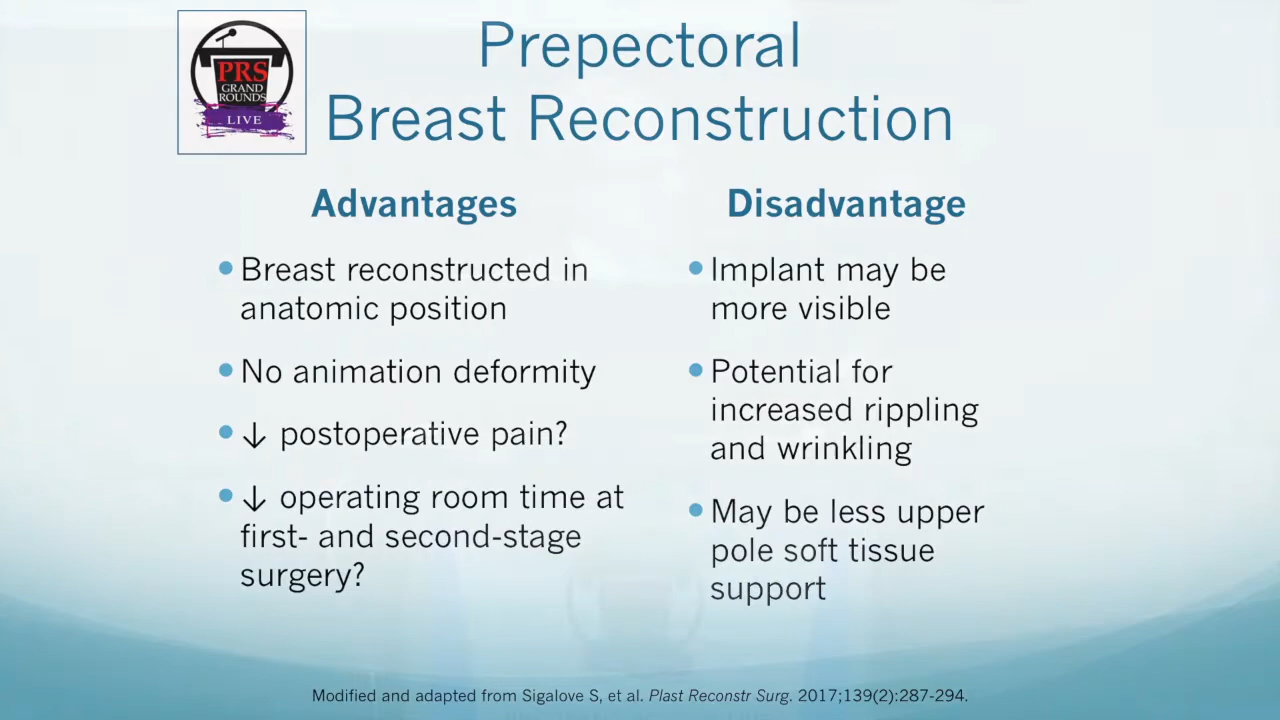 PRS
GRAND
ROUNDS
LIVE
Prepectoral
Breast Reconstruction
Advantages
• Breast reconstructed in
anatomic position
• No animation deformity
• ↓ postoperative pain?
• ↓ operating room time at
first- and second-stage
surgery?
Disadvantage
• Implant may be
more visible
• Potential for
increased rippling
and wrinkling
• May be less upper
pole soft tissue
support
Modified and adapted from Sigalove S, et al. Plast Reconstr Surg. 2017;139(2):287-294.